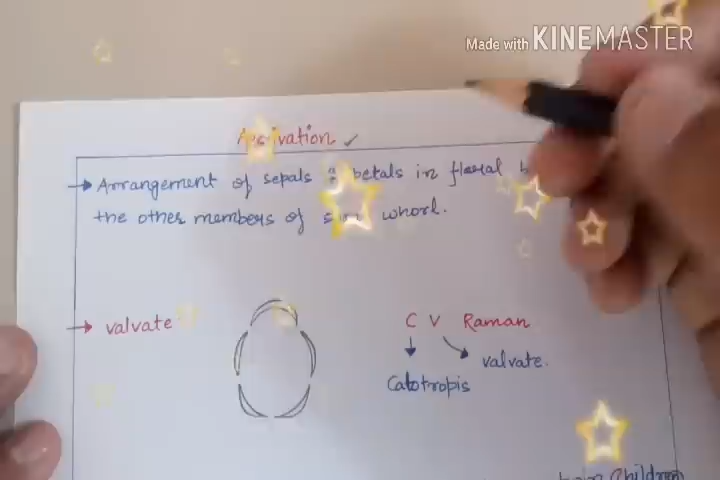 Made with KINEMASTER
Aestivation ✓
→ Arrangement of sepals petals in floral
the other members of whorl.
→ valvate
C V Raman
valvate.
Calotropis
Children